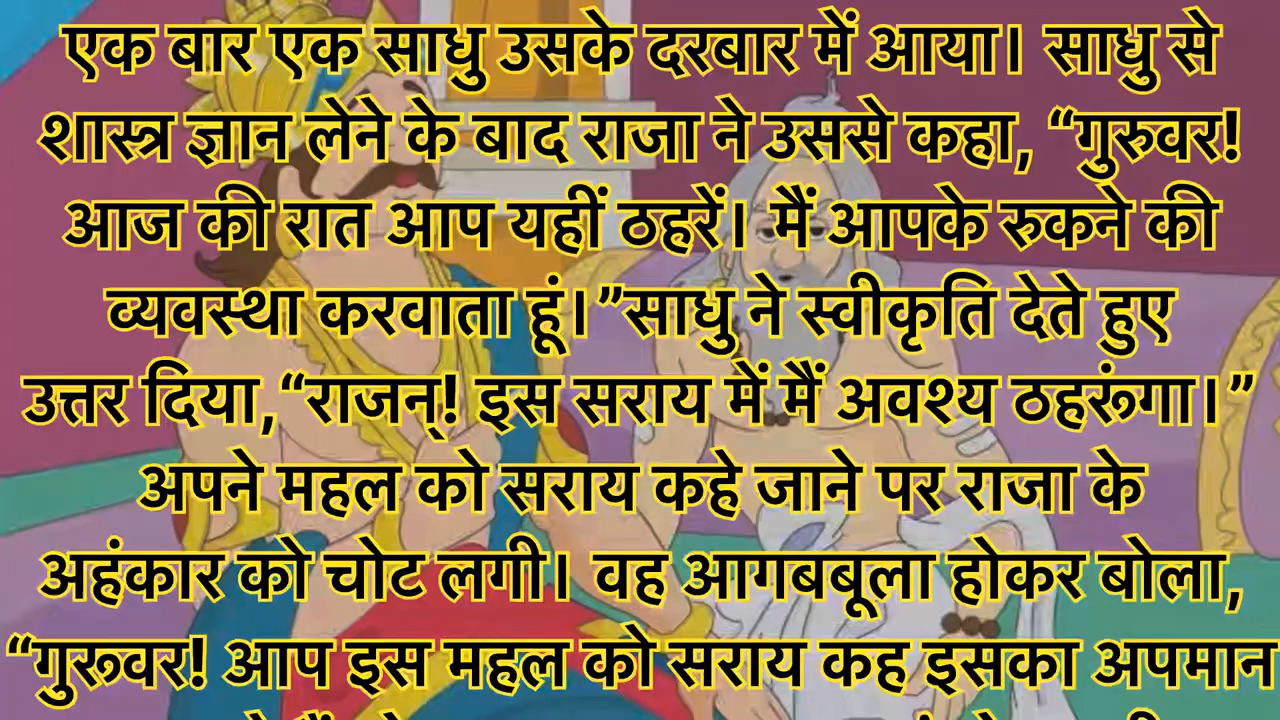 एक बार एक साधु उसके दरबार में आया। साधु से
शास्त्र ज्ञान लेने के बाद राजा ने उससे कहा, “गुरुवर!
आज की रात आप यहीं ठहरें। मैं आपके रुकने की
व्यवस्था करवाता हूं।”साधु ने स्वीकृति देते हुए
उत्तर दिया,“राजन्! इस सराय में मैं अवश्य ठहरूंगा।”
अपने महल को सराय कहे जाने पर राजा के
अहंकार को चोट लगी। वह आगबबूला होकर बोला,
“गुरूवर! आप इस महल को सराय कह इसका अपमान